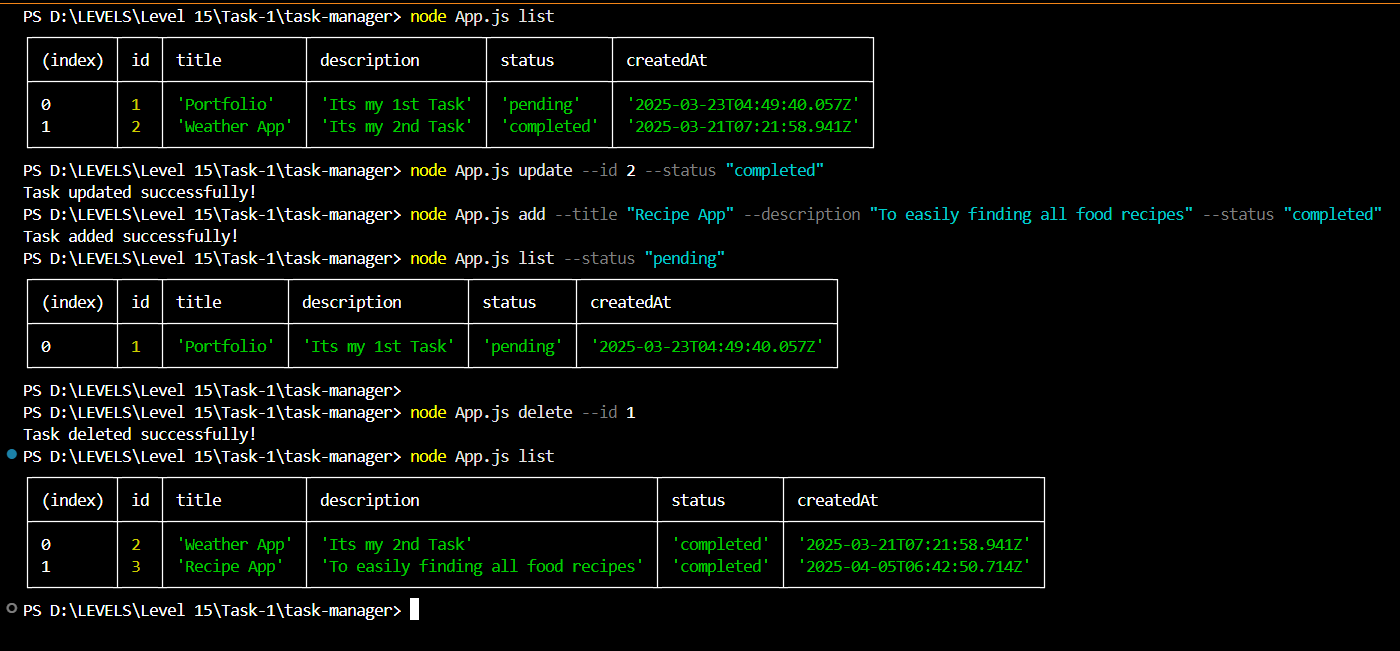 PS D:\LEVELS\Level 15\Task-1\task-manager> node App.js list
(index) id title description status createdAt
0 1 'Portfolio' 'Its my 1st Task' 'pending' '2025-03-23T04:49:40.057Z'
1 2 'Weather App' 'Its my 2nd Task' 'completed' '2025-03-21T07:21:58.941Z'
PS D:\LEVELS\Level 15\Task-1\task-manager> node App.js update --id 2 --status "completed"
Task updated successfully!
PS D:\LEVELS\Level 15\Task-1\task-manager> node App.js add --title "Recipe App" --description "To easily finding all food recipes" --status "completed"
Task added successfully!
PS D:\LEVELS\Level 15\Task-1\task-manager> node App.js list --status "pending"
(index) id title description status createdAt
0 1 'Portfolio' 'Its my 1st Task' 'pending' '2025-03-23T04:49:40.057Z'
PS D:\LEVELS\Level 15\Task-1\task-manager>
PS D:\LEVELS\Level 15\Task-1\task-manager> node App.js delete --id 1
Task deleted successfully!
PS D:\LEVELS\Level 15\Task-1\task-manager> node App.js list
(index) id title description status createdAt
0 2 'Weather App' 'Its my 2nd Task' 'completed' '2025-03-21T07:21:58.941Z'
1 3 'Recipe App' 'To easily finding all food recipes' 'completed' '2025-04-05T06:42:50.714Z'
PS D:\LEVELS\Level 15\Task-1\task-manager>